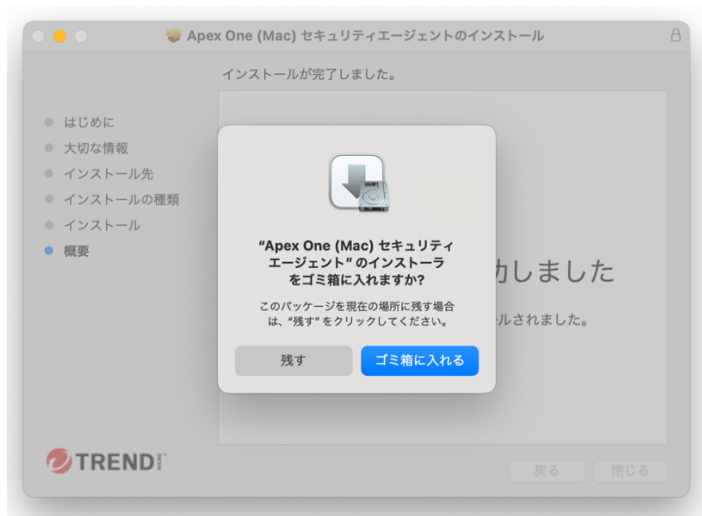 Apex One (Mac) セキュリティエージェントのインストール
インストールが完了しました。
はじめに
大切な情報
インストール先
インストールの種類
インストール
概要
“Apex One (Mac) セキュリティ
エージェント” のインストーラ
をゴミ箱に入れますか?
このパッケージを現在の場所に残す場合
は、“残す” をクリックしてください。
残す
ゴミ箱に入れる
しました
ルされました。
TREND
戻る
閉じる